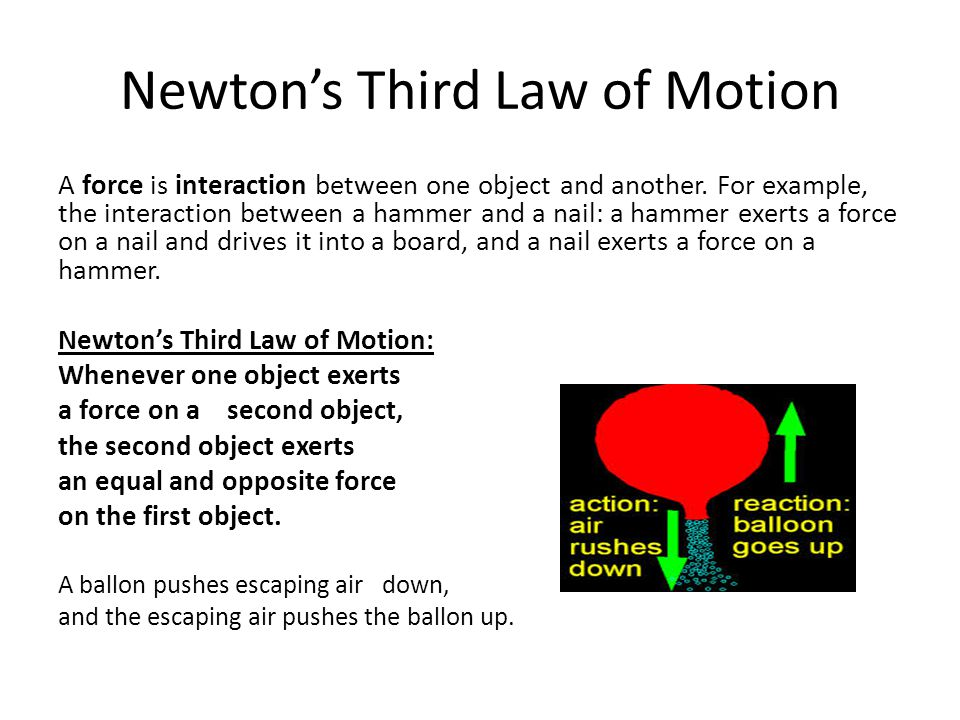 Newton’s Third Law of Motion
A force is interaction between one object and another. For example,
the interaction between a hammer and a nail: a hammer exerts a force
on a nail and drives it into a board, and a nail exerts a force on a
hammer.
Newton’s Third Law of Motion:
Whenever one object exerts
a force on a second object,
the second object exerts
an equal and opposite force
on the first object.
action:
air
rushes
down
reaction:
balloon
goes up
A ballon pushes escaping air down,
and the escaping air pushes the ballon up.